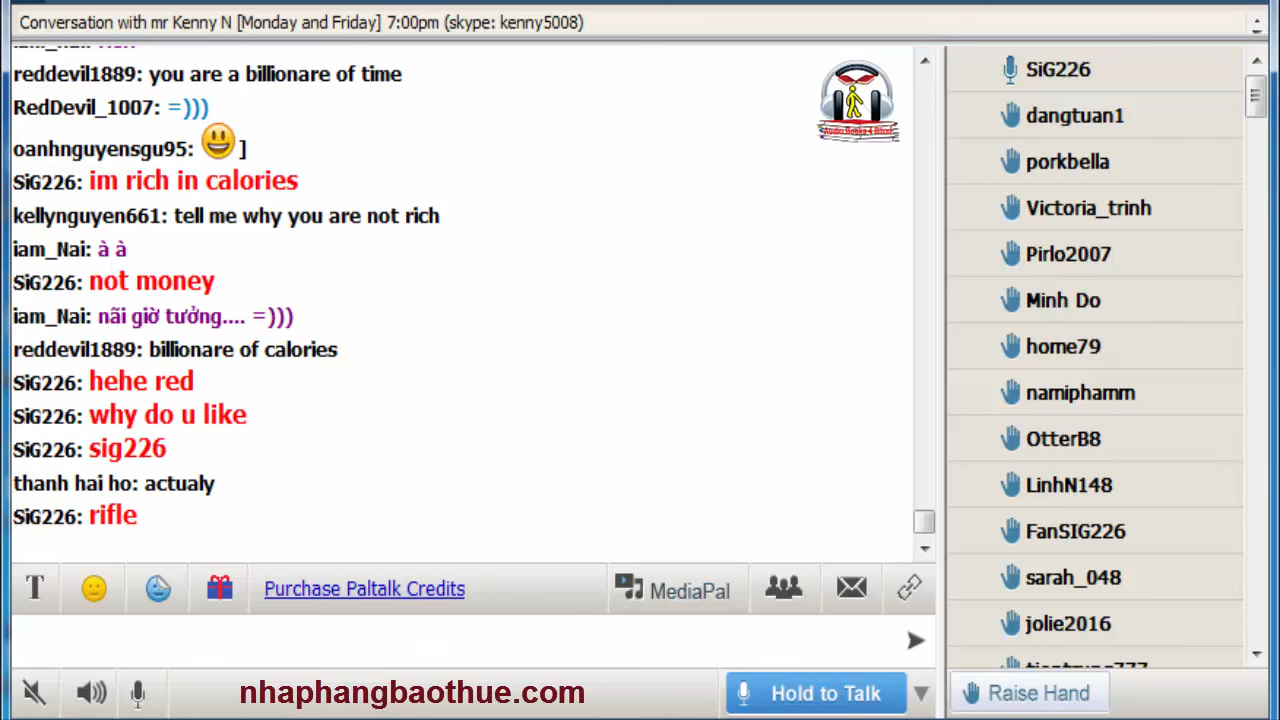 Conversation with mr Kenny N [Monday and Friday] 7:00pm (skype: kenny5008)
reddevil1889: you are a billionare of time
RedDevil_1007: =)))
oanhnguyensgu95: ]
SiG226: im rich in calories
kellynguyen661: tell me why you are not rich
iam_Nai: à à
SiG226: not money
iam_Nai: nãi giờ tưởng.... =)))
reddevil1889: billionare of calories
SiG226: hehe red
SiG226: why do u like
SiG226: sig226
thanh hai ho: actualy
SiG226: rifle
Audio Books 4 Blind
T
Purchase Paltalk Credits
MediaPal
nhaphangbaothue.com
Hold to Talk
SiG226
dangtuan1
porkbella
Victoria_trinh
Pirlo2007
Minh Do
home79
namiphamm
OtterB8
LinhN148
FanSIG226
sarah_048
jolie2016
Raise Hand